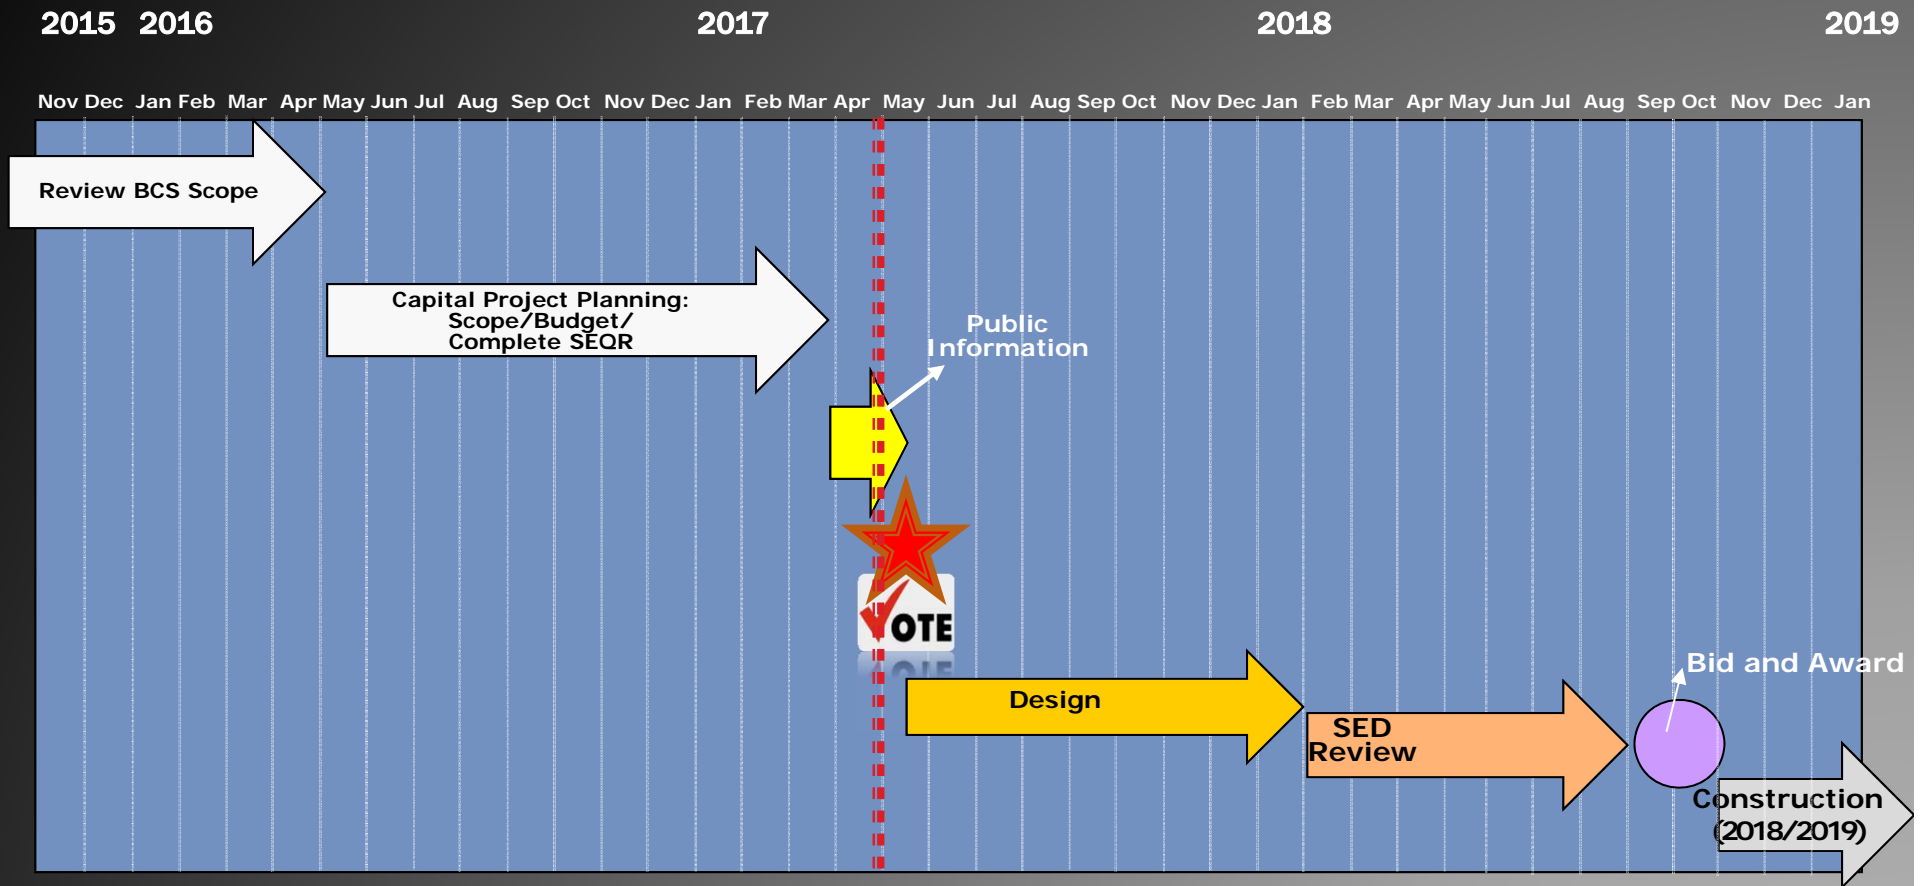 2015 2016 2017 2018 2019
Nov Dec Jan Feb Mar Apr May Jun Jul Aug Sep Oct Nov Dec Jan Feb Mar Apr May Jun Jul Aug Sep Oct Nov Dec Jan Feb Mar Apr May Jun Jul Aug Sep Oct Nov Dec Jan
Review BCS Scope
Capital Project Planning:
Scope/Budget/
Complete SEQR
Public
Information
VOTE
Design
Bid and Award
SED
Review
Construction
(2018/2019)